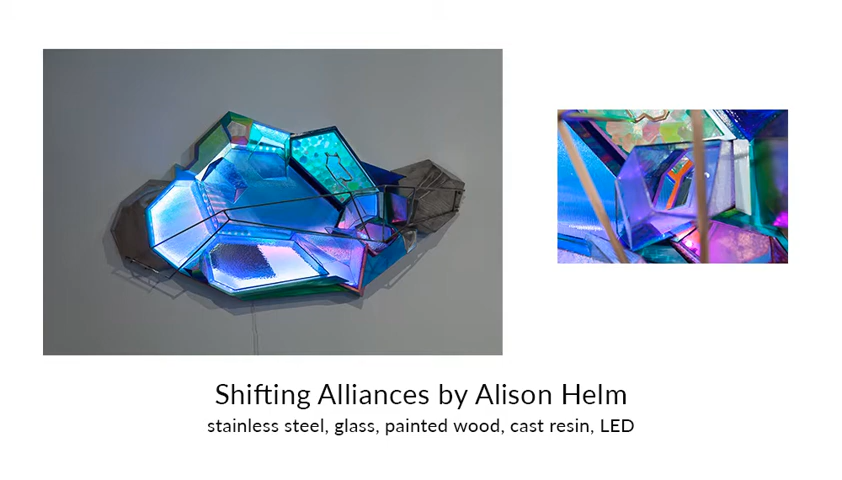 Shifting Alliances by Alison Helm
stainless steel, glass, painted wood, cast resin, LED